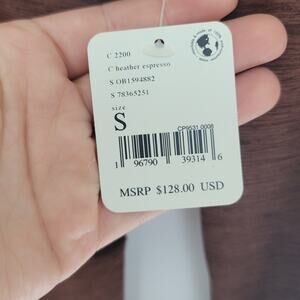 C 2200
C heather espresso
S OB1594882
S 78365251
size
S
CP9531 0008
1 96790 39314 6
MSRP $128.00 USD